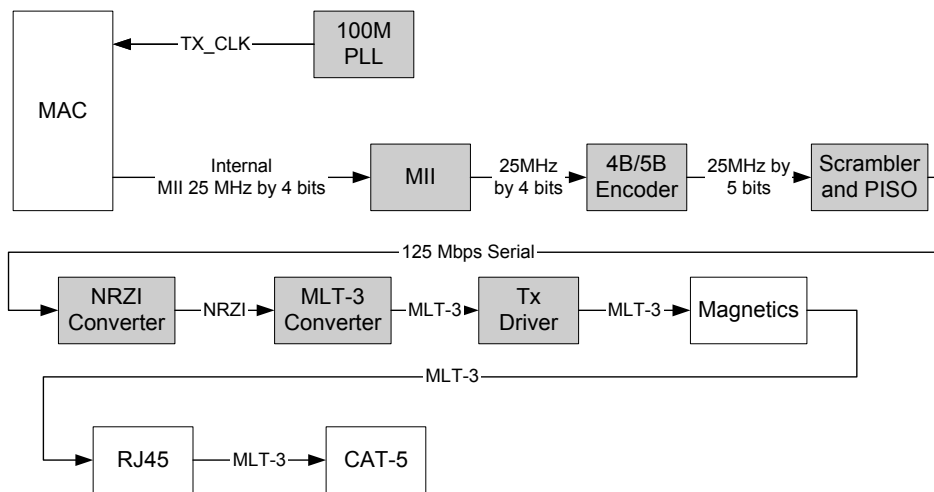 100M
PLL
TX_CLK
MAC
Internal
MII 25 MHz by 4 bits
MII
25MHz
by 4 bits
4B/5B
Encoder
25MHz by
5 bits
Scrambler
and PISO
125 Mbps Serial
NRZI
Converter
NRZI
MLT-3
Converter
MLT-3
Tx
Driver
MLT-3
Magnetics
MLT-3
RJ45
MLT-3
CAT-5